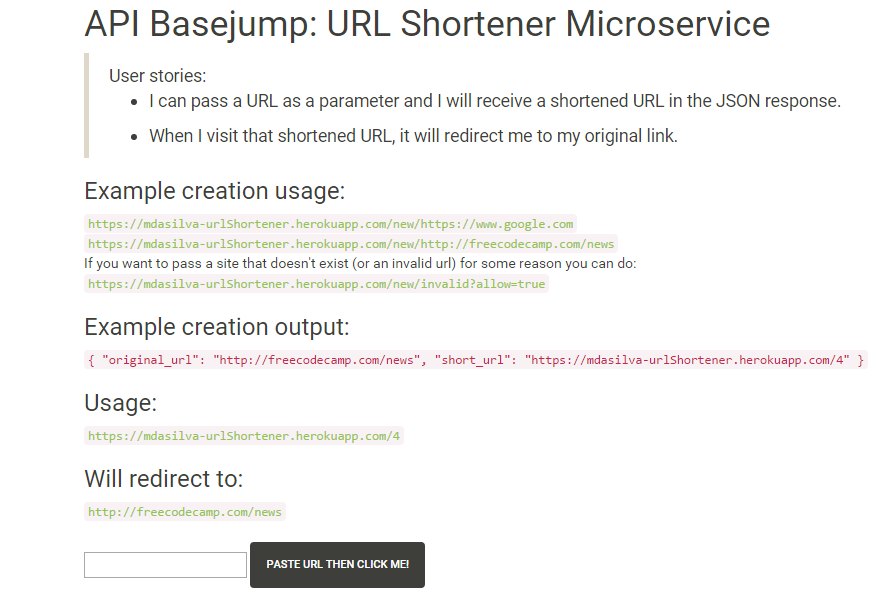 API Basejump: URL Shortener Microservice
User stories:
I can pass a URL as a parameter and I will receive a shortened URL in the JSON response.
When I visit that shortened URL, it will redirect me to my original link.
Example creation usage:
https://mdasilva-urlShortener.herokuapp.com/new/https://www.google.com
https://mdasilva-urlShortener.herokuapp.com/new/http://freecodecamp.com/news
If you want to pass a site that doesn't exist (or an invalid url) for some reason you can do:
https://mdasilva-urlShortener.herokuapp.com/new/invalid?allow=true
Example creation output:
{ "original_url": "http://freecodecamp.com/news", "short_url": "https://mdasilva-urlShortener.herokuapp.com/4" }
Usage:
https://mdasilva-urlShortener.herokuapp.com/4
Will redirect to:
http://freecodecamp.com/news
PASTE URL THEN CLICK ME!